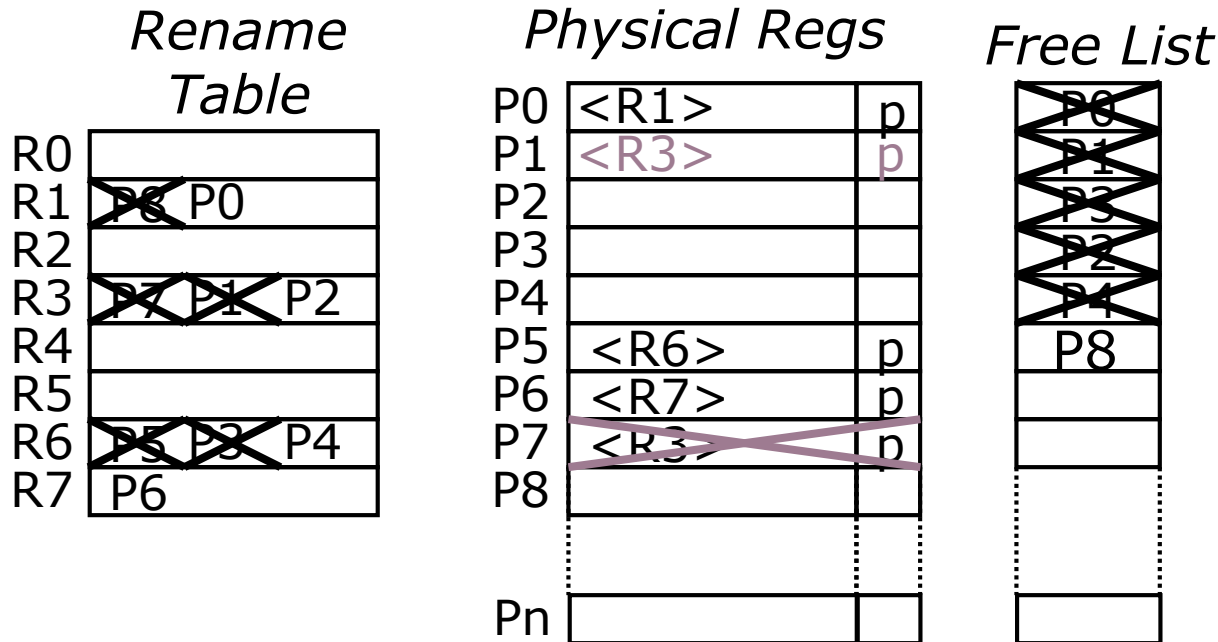 Rename
Table
R0
R1 P8 P0
R2
R3 P7 P1 P2
R4
R5
R6 P5 P3 P4
R7 P6
Physical Regs
P0 <R1> p
P1 <R3> p
P2
P3
P4
P5 <R6> p
P6 <R7> p
P7 <R3> p
P8
Pn
Free List
P0
P1
P3
P2
P4
P8